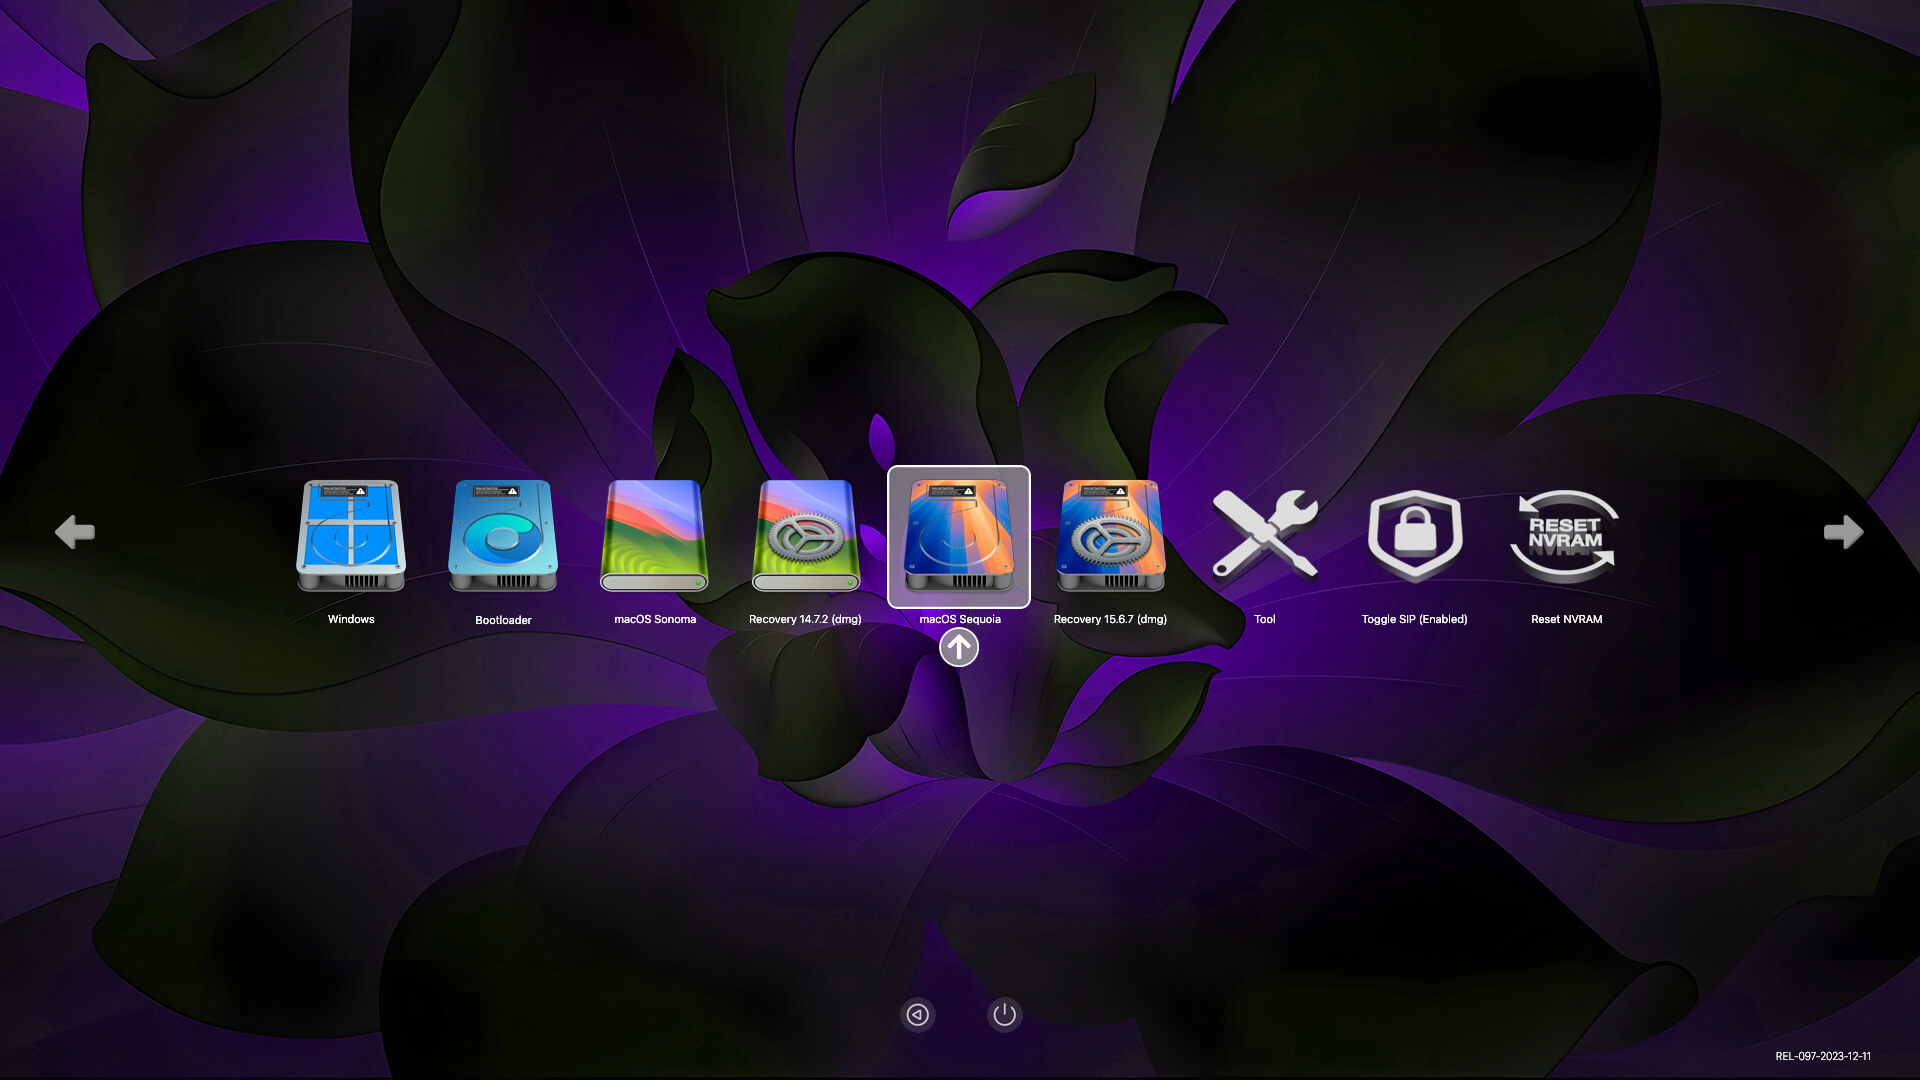 RESET
NVRAM
Windows
Bootloader
macOS Sonoma
Recovery 14.7.2 (dmg)
macOS Sequoia
Recovery 15.6.7 (dmg)
Tool
Toggle SIP (Enabled)
Reset NVRAM
REL-097-2023-12-11